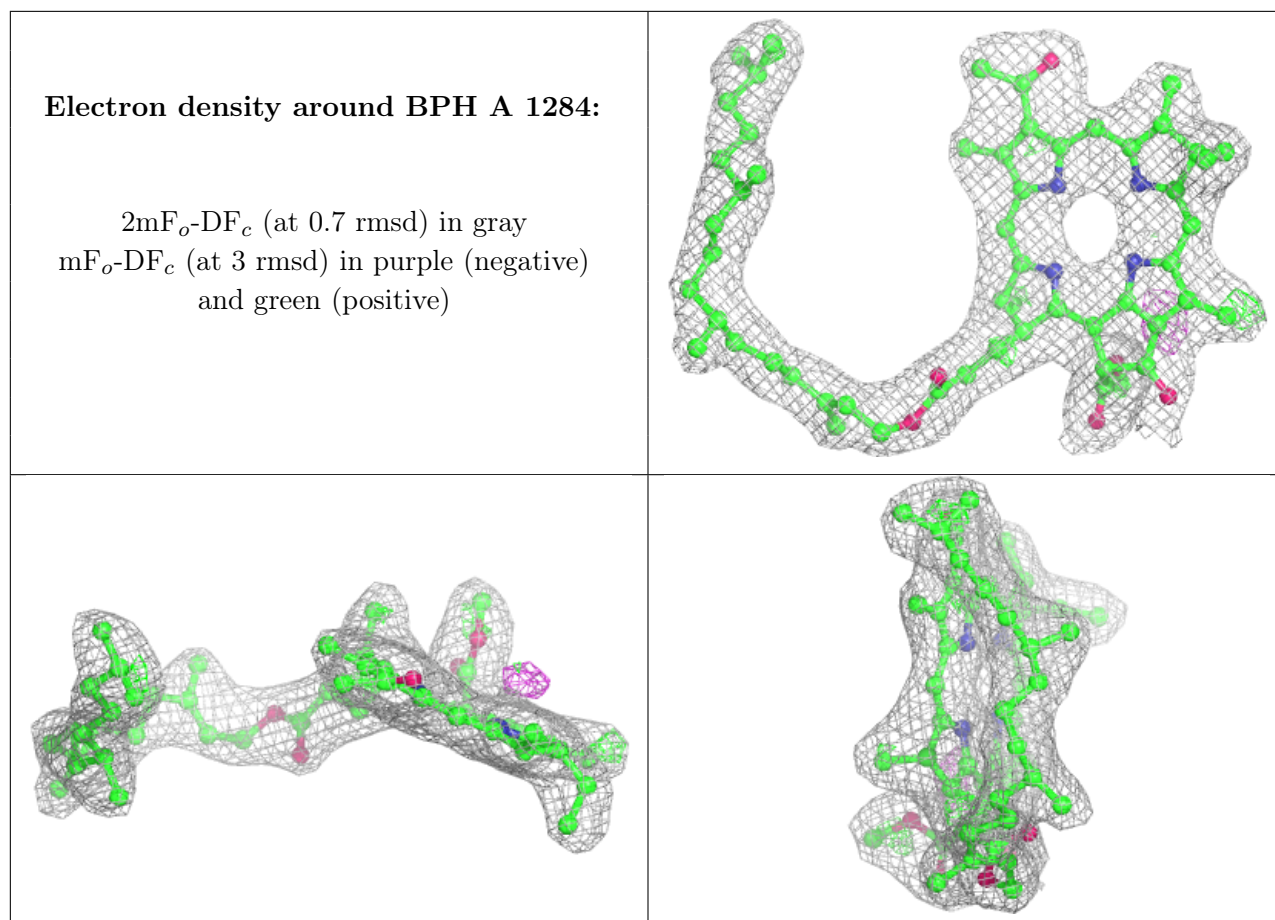 Electron density around BPH A 1284:
2mFₒ-DF𝒸 (at 0.7 rmsd) in gray
mFₒ-DF𝒸 (at 3 rmsd) in purple (negative)
and green (positive)